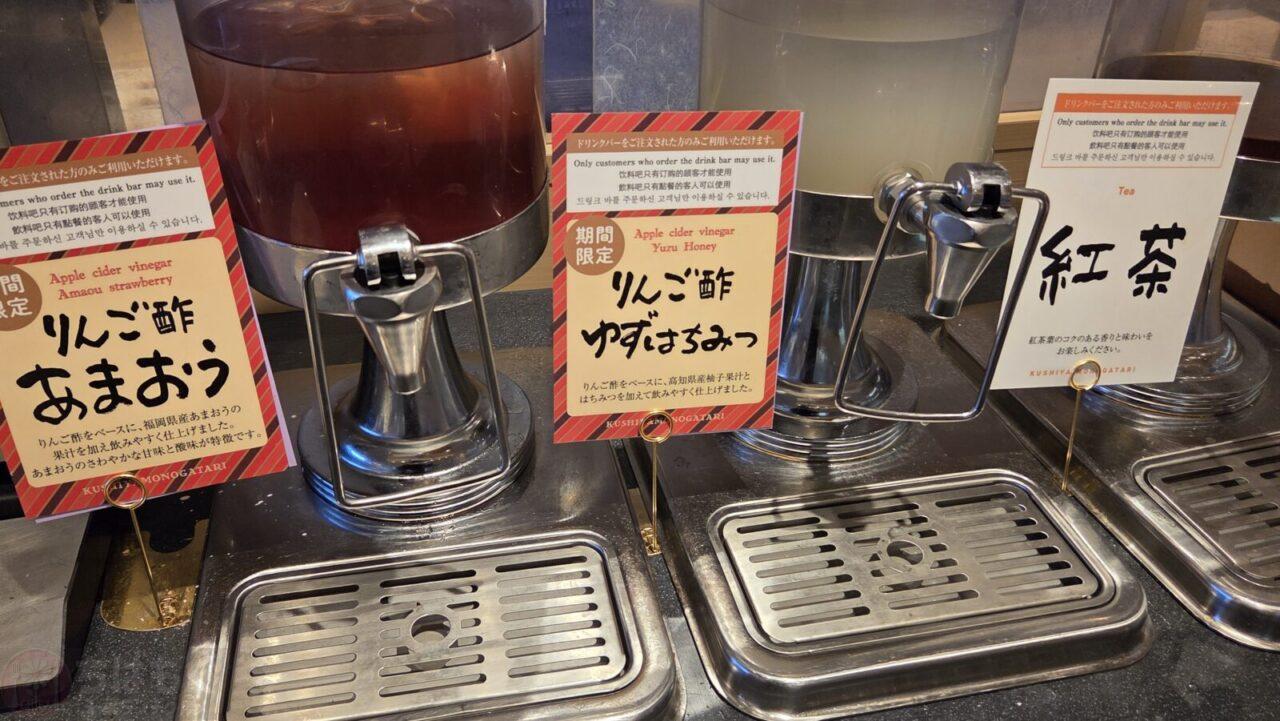 をご注文された方のみご利用いただけます。
mers who order the drink bar may use it.
饮料吧只有订购的顾客才能使用
飲料吧只有點餐的客人可以使用
바를 주문하신 고객님만 이용하실 수 있습니다.
期間
限定
Apple cider vinegar
Amaou strawberry
りんご酢
あまおう
りんご酢をベースに、福岡県産あまおうの
果汁を加え飲みやすく仕上げました。
あまおうのさわやかな甘味と酸味が特徴です。
KUSHIYA MONOGATARI
ドリンクバーをご注文された方のみご利用いただけます。
Only customers who order the drink bar may use it.
饮料吧只有订购的顾客才能使用
飲料吧只有點餐的客人可以使用
드링크 바를 주문하신 고객님만 이용하실 수 있습니다.
期間
限定
Apple cider vinegar
Yuzu Honey
りんご酢
ゆずはちみつ
りんご酢をベースに、高知県産柚子果汁と
はちみつを加えて飲みやすく仕上げました。
KUSHIYA MONOGATARI
ドリンクバーをご注文された方のみご利用いただけます。
Only customers who order the drink bar may use it.
饮料吧只有订购的顾客才能使用
飲料吧只有點餐的客人可以使用
드링크 바를 주문하신 고객님만 이용하실 수 있습니다.
Tea
紅茶
紅茶葉のコクのある香りと味わいを
お楽しみください。
KUSHIYA MONOGATARI